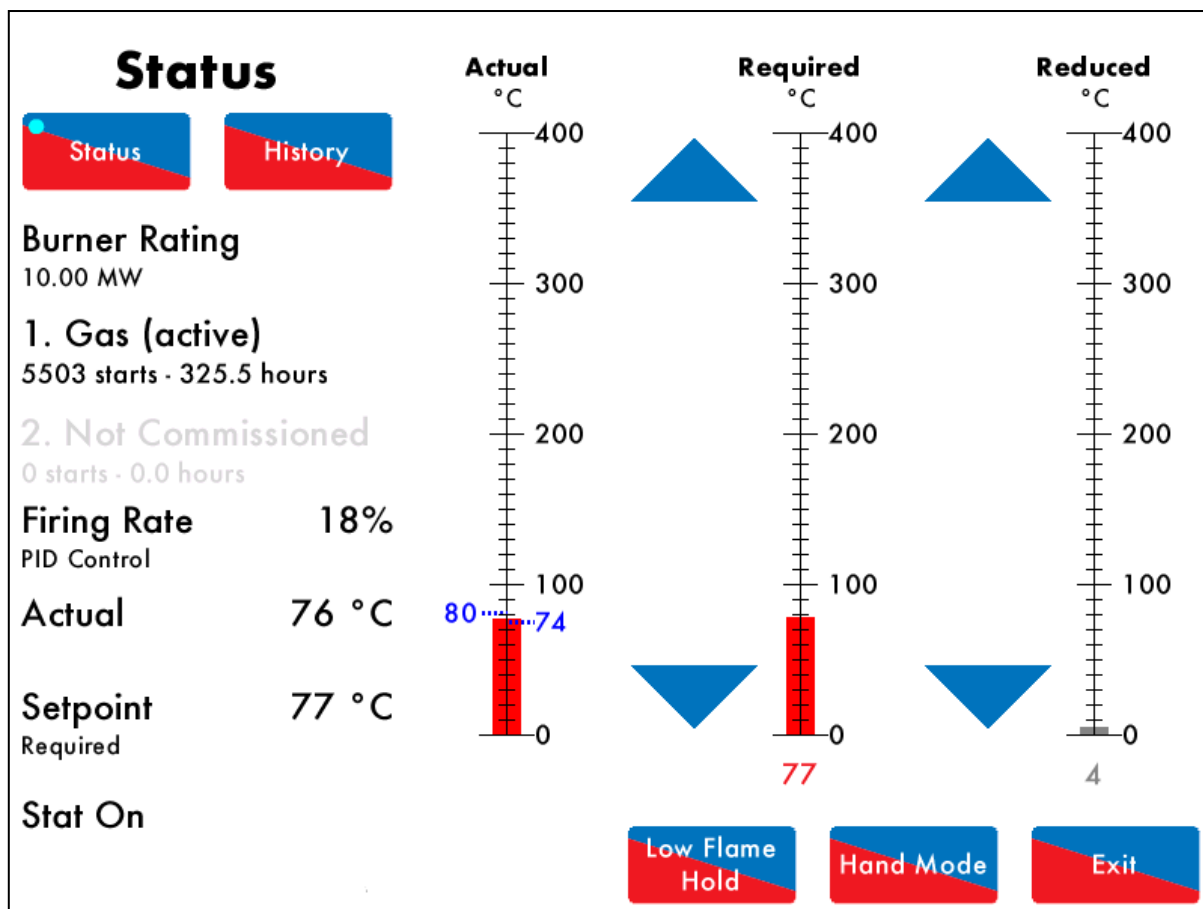 Status
Status
History
Burner Rating
10.00 MW
1. Gas (active)
5503 starts - 325.5 hours
2. Not Commissioned
0 starts - 0.0 hours
Firing Rate 18%
PID Control
Actual 76 °C
Setpoint 77 °C
Required
Stat On
Actual
°C
400
300
200
100
80
74
0
Required
°C
400
300
200
100
0
77
Reduced
°C
400
300
200
100
0
4
Low Flame
Hold
Hand Mode
Exit